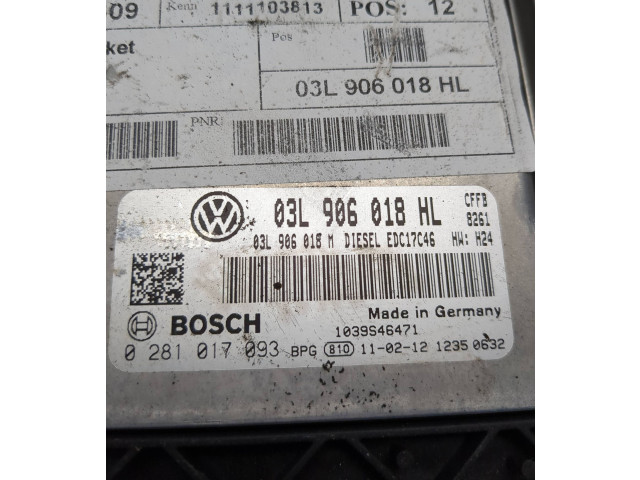 09 Kenn 1111103813 POS: 12
ket
Pos
03L 906 018 HL
PNR:
03L 906 018 HL CFFB
8261
03L 906 018 M DIESEL EDC17C46 HW: H24
BOSCH Made in Germany
1039S46471
0 281 017 093 BPG 810 11-02-12 1235 0632